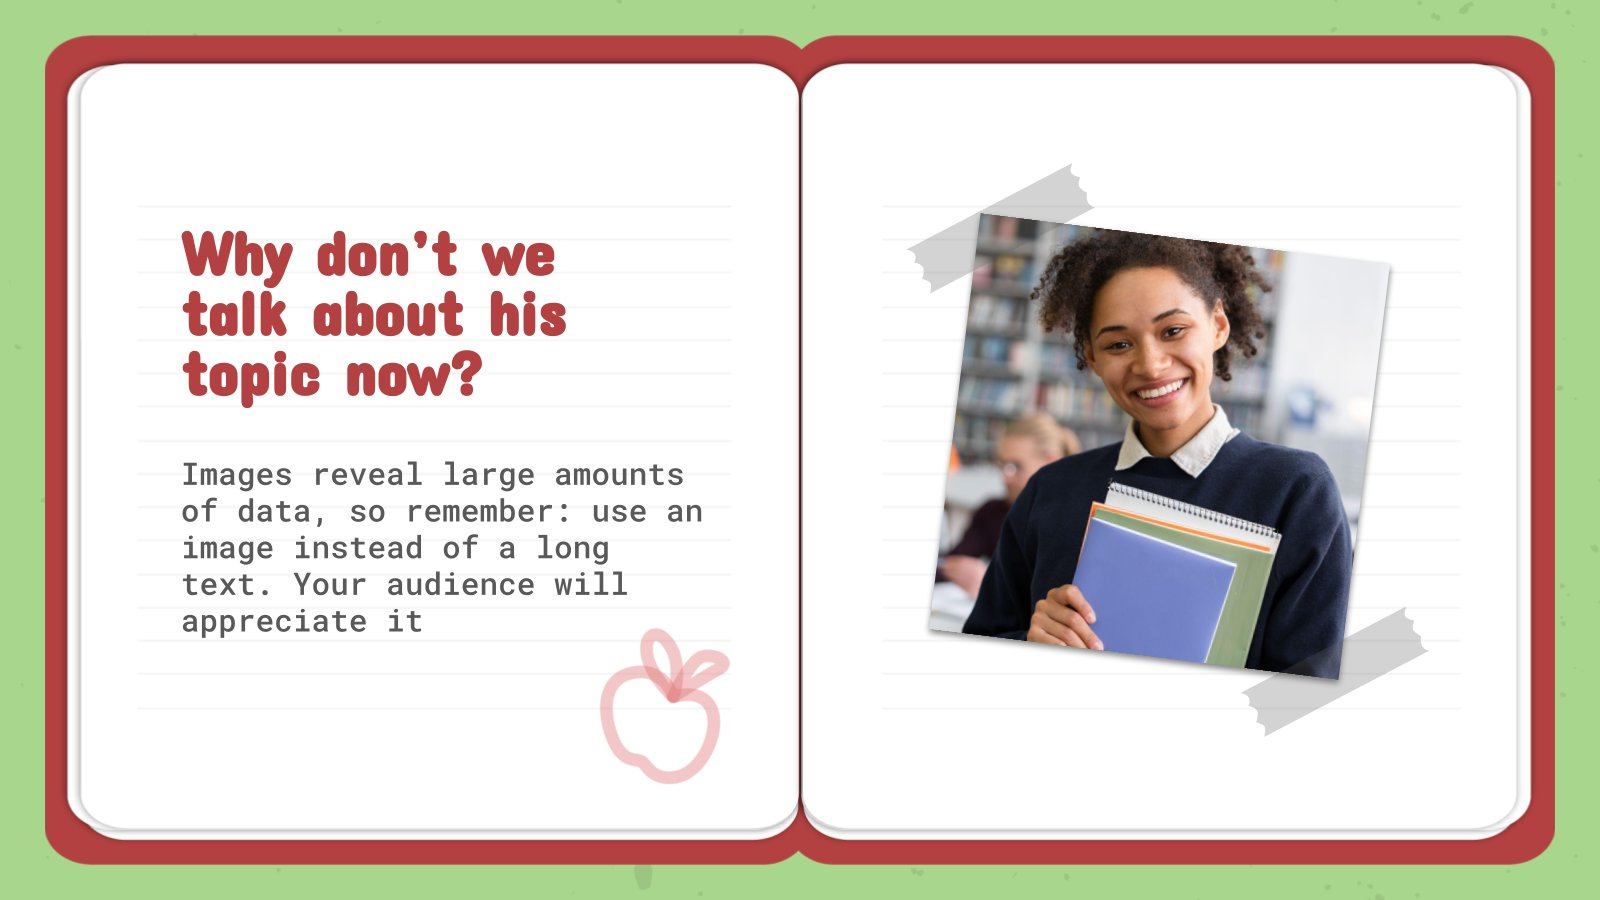 Why don’t we
talk about his
topic now?
Images reveal large amounts
of data, so remember: use an
image instead of a long
text. Your audience will
appreciate it